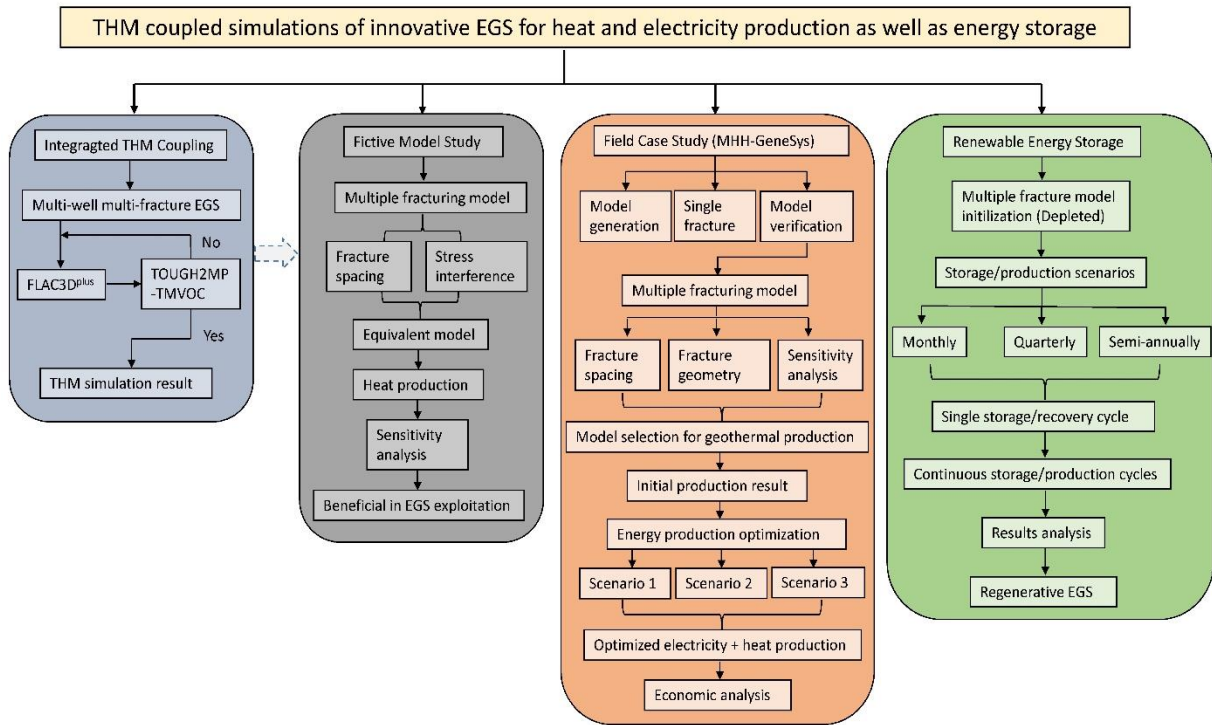 THM coupled simulations of innovative EGS for heat and electricity production as well as energy storage
Integragted THM Coupling
Multi-well multi-fracture EGS
No
FLAC3Dplus
TOUGH2MP
-TMVOC
Yes
THM simulation result
Fictive Model Study
Multiple fracturing model
Fracture
spacing
Stress
interference
Equivalent model
Heat production
Sensitivity
analysis
Beneficial in EGS exploitation
Field Case Study (MHH-GeneSys)
Model
generation
Single
fracture
Model
verification
Multiple fracturing model
Fracture
spacing
Fracture
geometry
Sensitivity
analysis
Model selection for geothermal production
Initial production result
Energy production optimization
Scenario 1
Scenario 2
Scenario 3
Optimized electricity + heat production
Economic analysis
Renewable Energy Storage
Multiple fracture model
initilization (Depleted)
Storage/production scenarios
Monthly
Quarterly
Semi-annually
Single storage/recovery cycle
Continuous storage/production cycles
Results analysis
Regenerative EGS